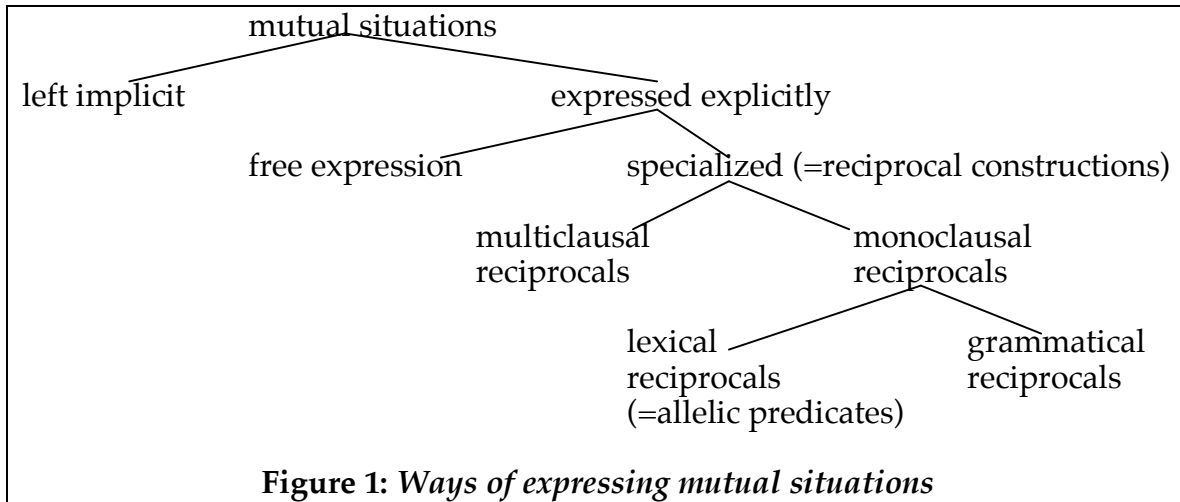 mutual situations
left implicit
expressed explicitly
free expression
specialized (=reciprocal constructions)
multiclausal
reciprocals
monoclausal
reciprocals
lexical
reciprocals
(=allelic predicates)
grammatical
reciprocals
Figure 1: Ways of expressing mutual situations